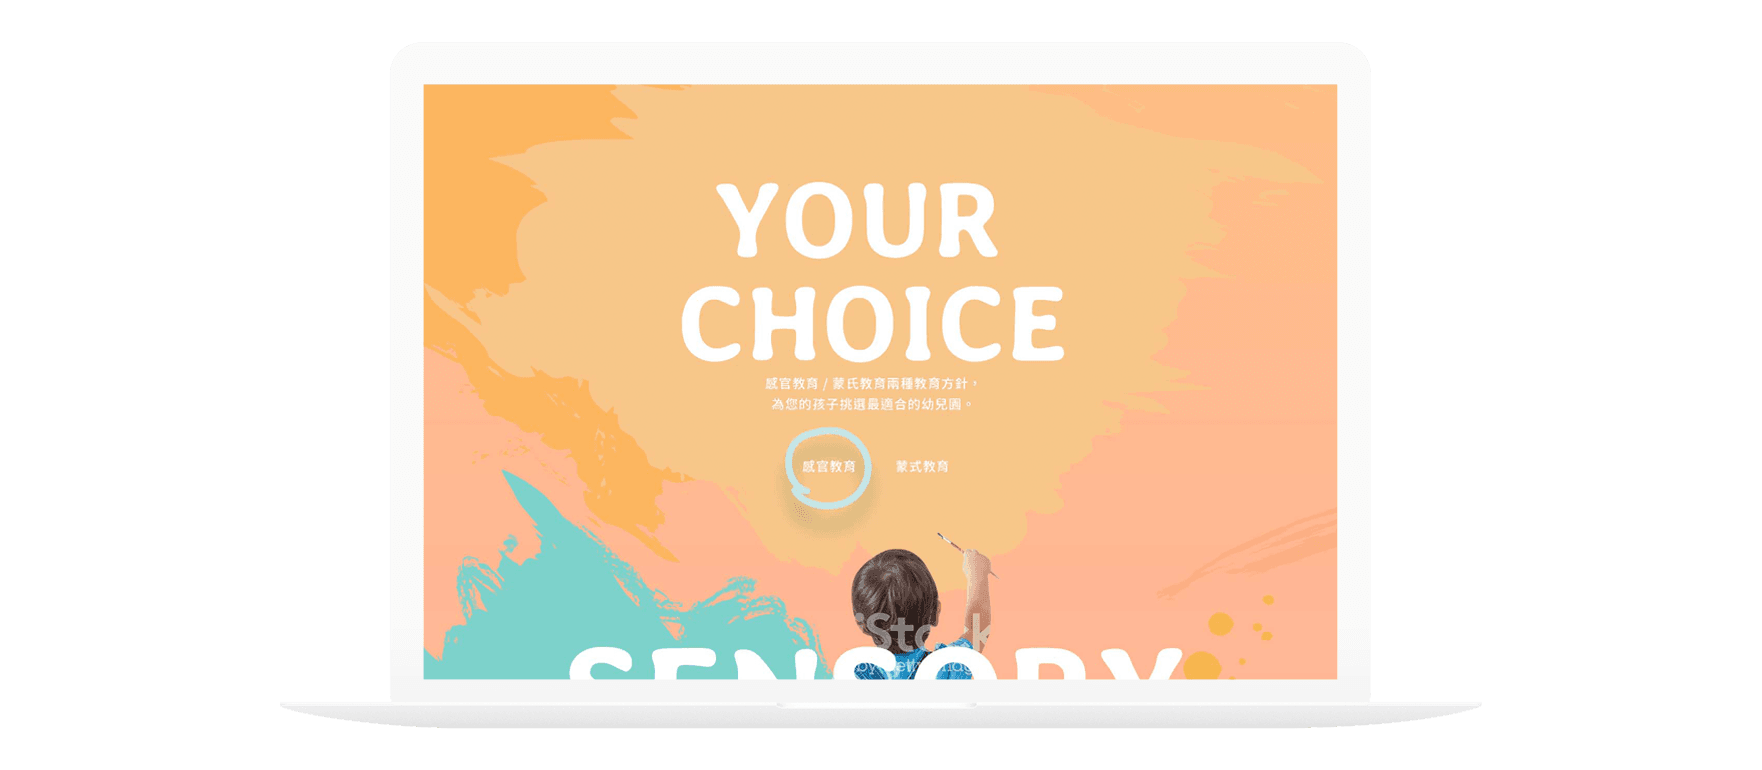 YOUR
CHOICE
感官教育 / 蒙氏教育兩種教育方針，
為您的孩子挑選最適合的幼兒園。
感官教育 蒙式教育
iStock
SENSORY